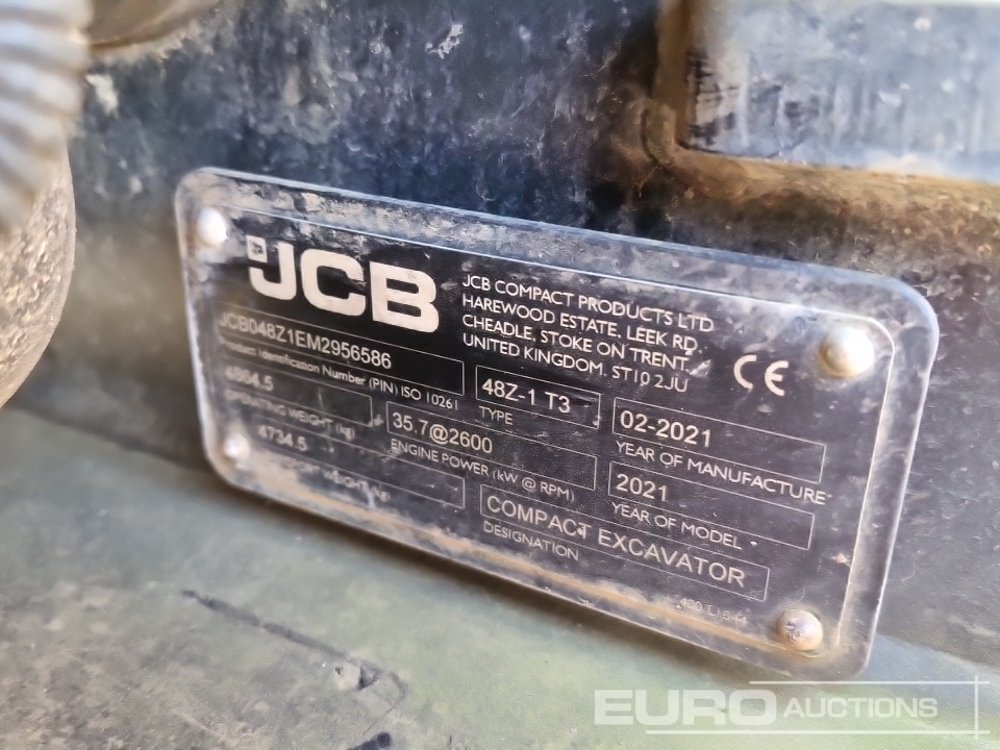 JCB
JCB COMPACT PRODUCTS LTD
HAREWOOD ESTATE, LEEK RD,
CHEADLE, STOKE ON TRENT,
UNITED KINGDOM. ST10 2JU
CE
JCB048Z1EM2956586
Product Identification Number (PIN) ISO 10261
48Z-1 T3
TYPE
02-2021
YEAR OF MANUFACTURE
4864.5
OPERATING WEIGHT (kg)
35.7@2600
ENGINE POWER (kW @ RPM)
2021
YEAR OF MODEL
4734.5
WEIGHT (kg)
COMPACT EXCAVATOR
DESIGNATION
EURO AUCTIONS